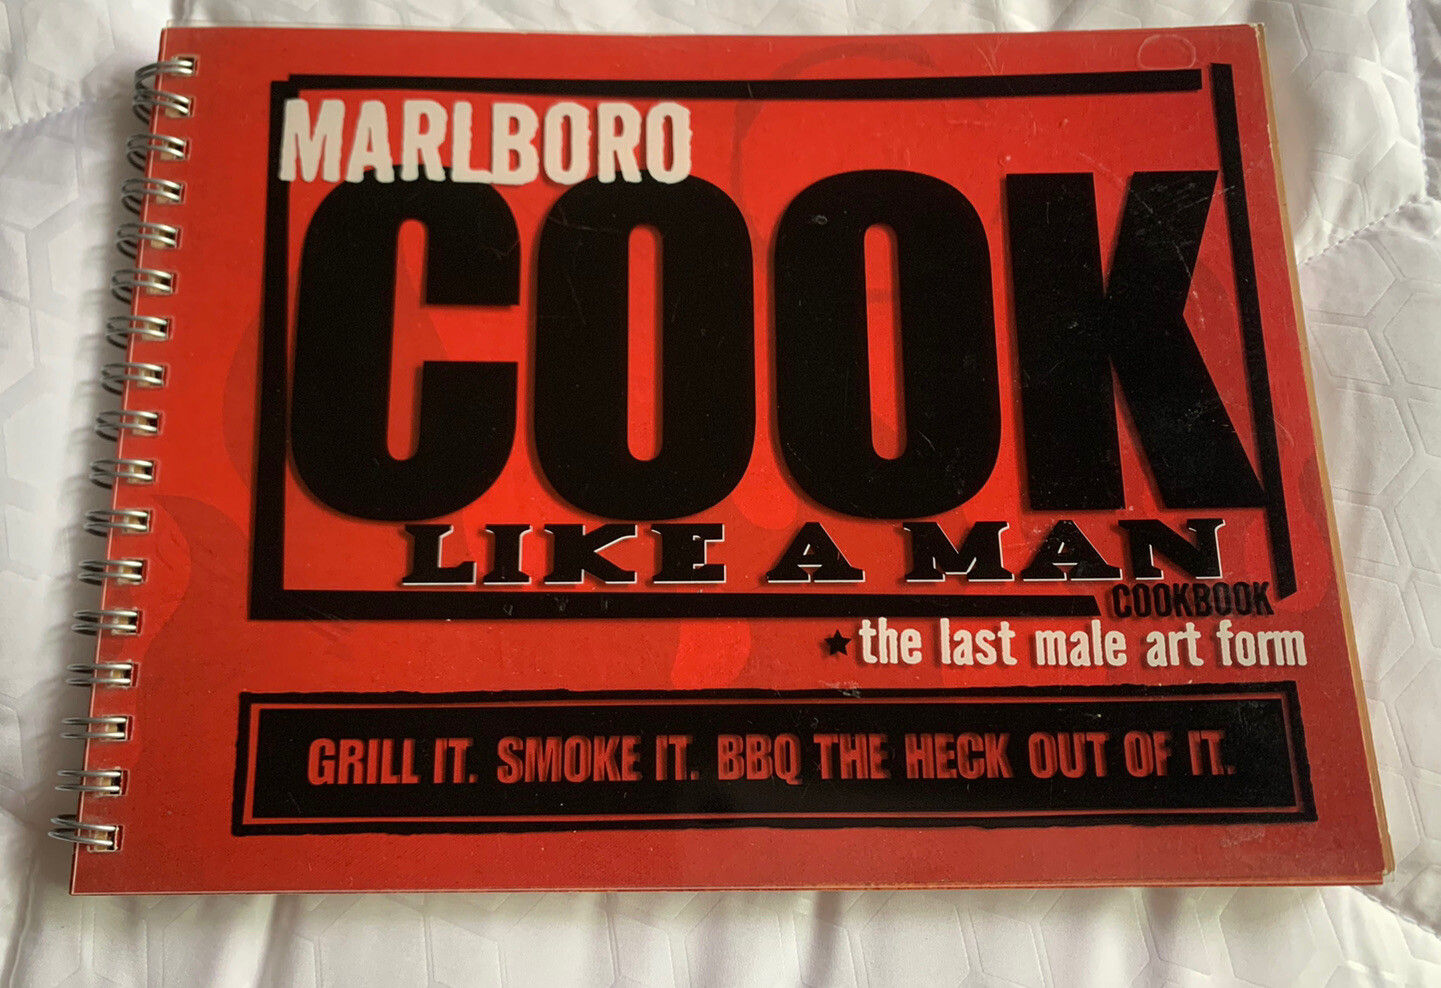 MARLBORO
COOK
LIKE A MAN
COOKBOOK
★the last male art form
GRILL IT. SMOKE IT. BBQ THE HECK OUT OF IT.